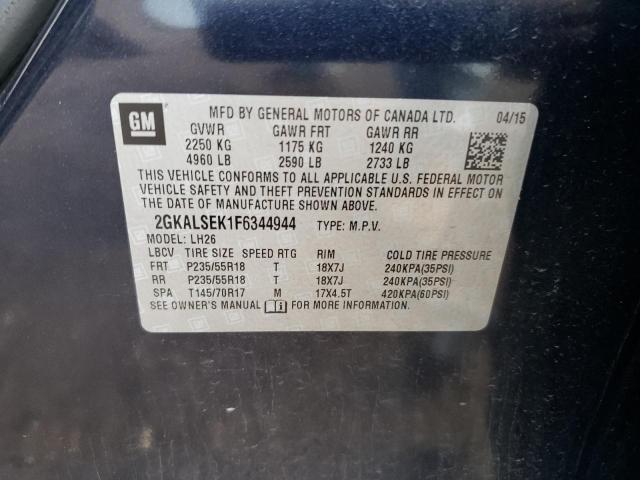 GM
MFD BY GENERAL MOTORS OF CANADA LTD. 04/15
GVWR GAWR FRT GAWR RR
2250 KG 1175 KG 1240 KG
4960 LB 2590 LB 2733 LB
THIS VEHICLE CONFORMS TO ALL APPLICABLE U.S. FEDERAL MOTOR
VEHICLE SAFETY AND THEFT PREVENTION STANDARDS IN EFFECT ON
THE DATE OF MANUFACTURE SHOWN ABOVE.
2GKALSEK1F6344944 TYPE: M.P.V.
MODEL: LH26
LBCV TIRE SIZE SPEED RTG RIM COLD TIRE PRESSURE
FRT P235/55R18 T 18X7J 240KPA(35PSI)
RR P235/55R18 T 18X7J 240KPA(35PSI)
SPA T145/70R17 M 17X4.5T 420KPA(60PSI)
SEE OWNER'S MANUAL FOR MORE INFORMATION.